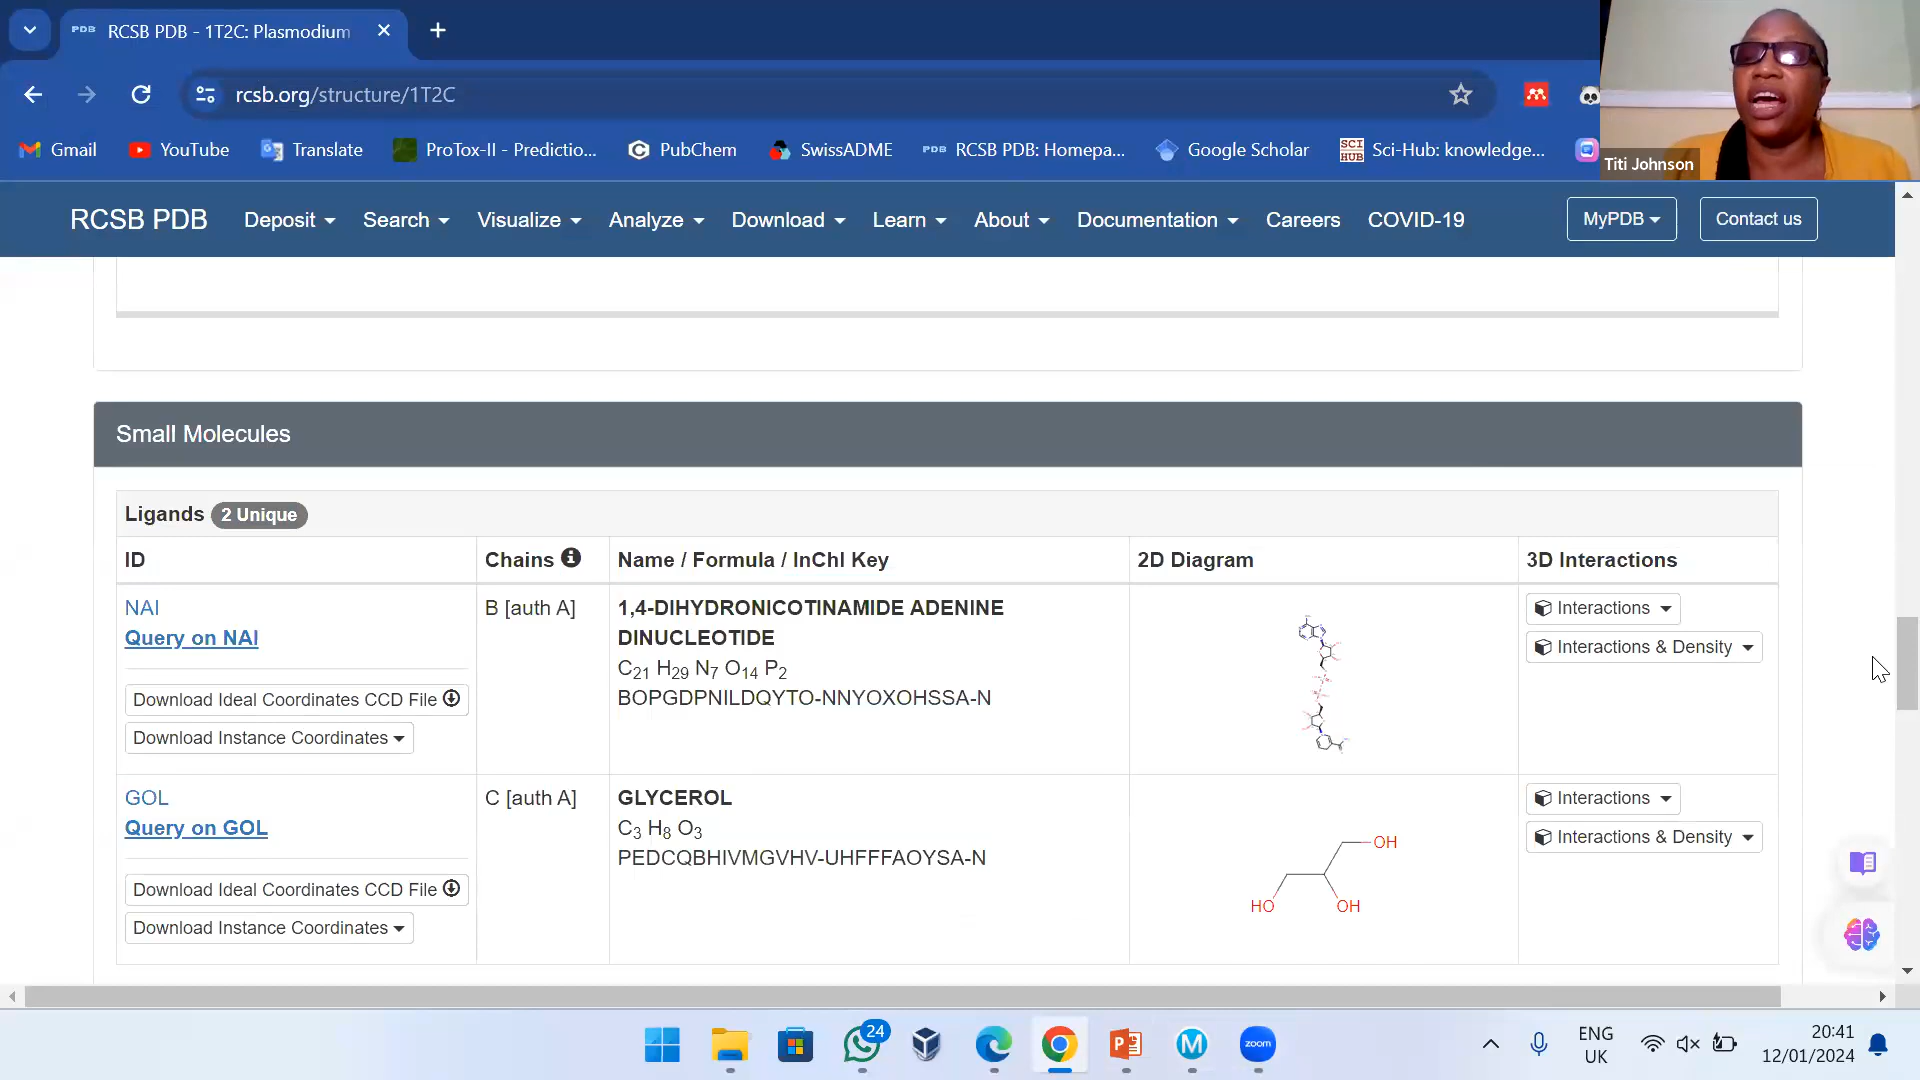 PDB RCSB PDB - 1T2C: Plasmodium
rcsb.org/structure/1T2C
Gmail YouTube Translate ProTox-II - Predictio... PubChem SwissADME PDB RCSB PDB: Homepa... Google Scholar SCI HUB Sci-Hub: knowledge...
Titi Johnson
RCSB PDB Deposit Search Visualize Analyze Download Learn About Documentation Careers COVID-19 MyPDB Contact us
Small Molecules
Ligands 2 Unique
ID Chains Name / Formula / InChI Key 2D Diagram 3D Interactions
NAI B [auth A] 1,4-DIHYDRONICOTINAMIDE ADENINE Interactions
Query on NAI DINUCLEOTIDE Interactions & Density
C21 H29 N7 O14 P2
Download Ideal Coordinates CCD File BOPGDPNILDQYTO-NNYOXOHSSA-N
Download Instance Coordinates
GOL C [auth A] GLYCEROL Interactions
Query on GOL C3 H8 O3 Interactions & Density
PEDCQBHIVMGVHV-UHFFFAOYSA-N
OH
Download Ideal Coordinates CCD File HO OH
Download Instance Coordinates
24
zoom
ENG
UK
20:41
12/01/2024